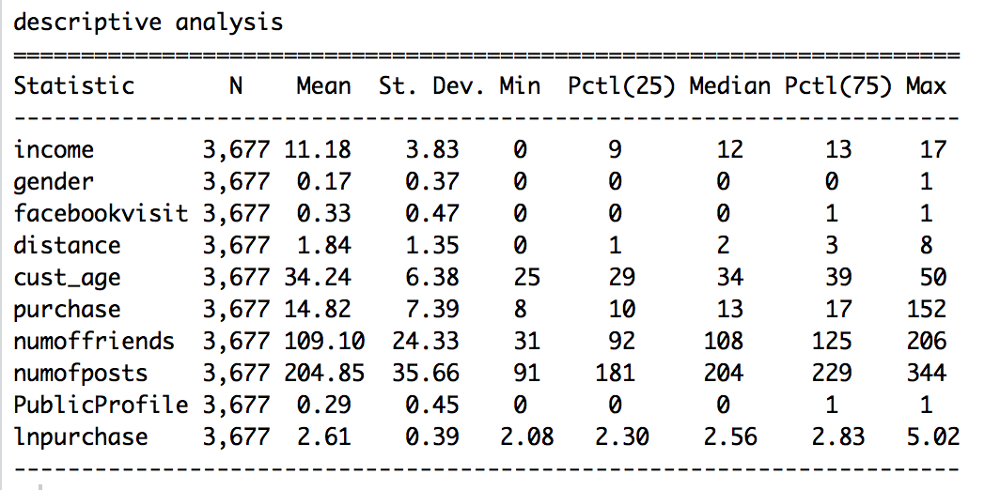 descriptive analysis
========================================================================
Statistic N Mean St. Dev. Min Pctl(25) Median Pctl(75) Max
------------------------------------------------------------------------
income 3,677 11.18 3.83 0 9 12 13 17
gender 3,677 0.17 0.37 0 0 0 0 1
facebookvisit 3,677 0.33 0.47 0 0 0 1 1
distance 3,677 1.84 1.35 0 1 2 3 8
cust_age 3,677 34.24 6.38 25 29 34 39 50
purchase 3,677 14.82 7.39 8 10 13 17 152
numoffriends 3,677 109.10 24.33 31 92 108 125 206
numofposts 3,677 204.85 35.66 91 181 204 229 344
PublicProfile 3,677 0.29 0.45 0 0 0 1 1
lnpurchase 3,677 2.61 0.39 2.08 2.30 2.56 2.83 5.02
------------------------------------------------------------------------